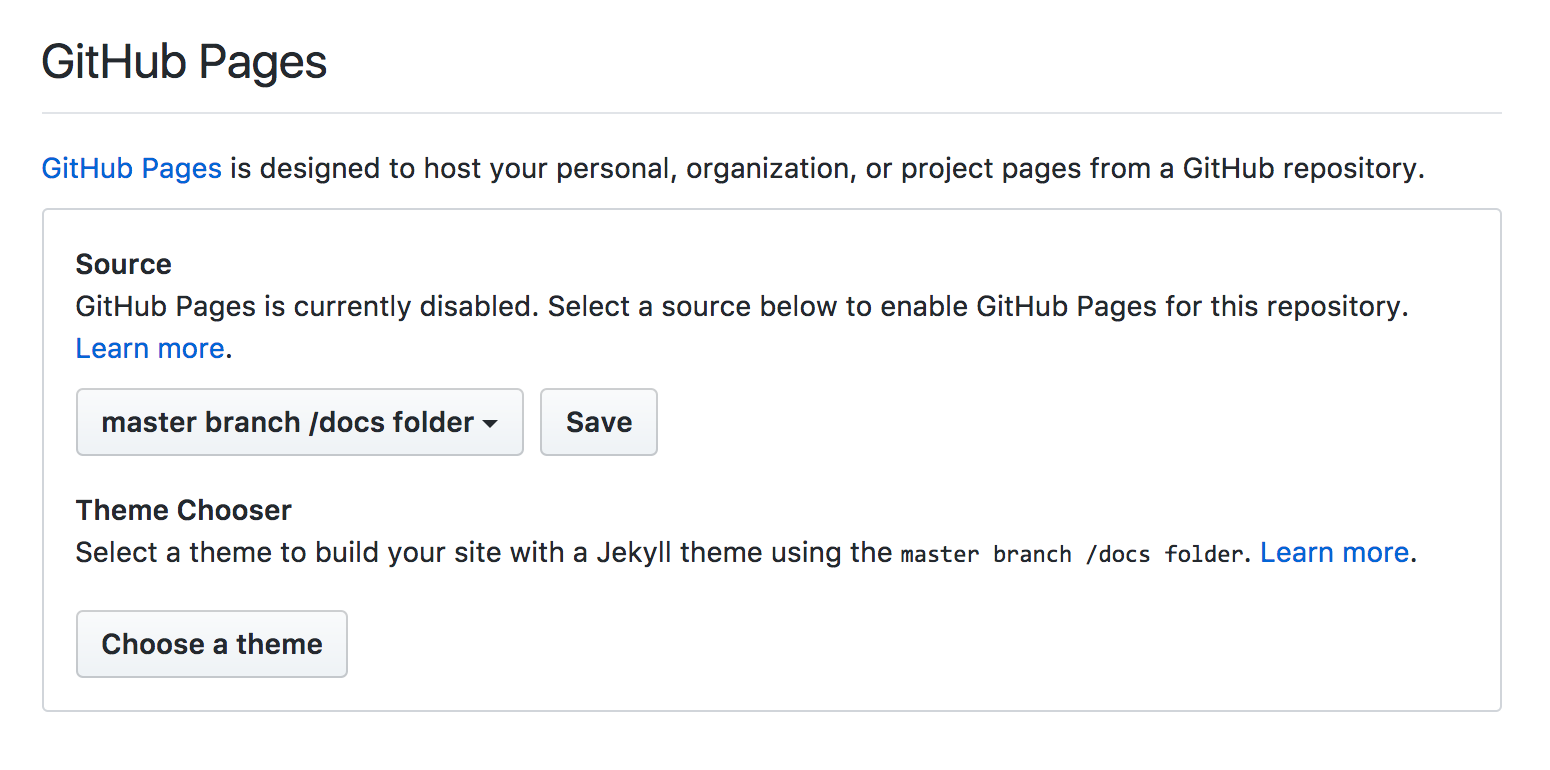 GitHub Pages
GitHub Pages is designed to host your personal, organization, or project pages from a GitHub repository.
Source
GitHub Pages is currently disabled. Select a source below to enable GitHub Pages for this repository.
Learn more.
master branch /docs folder Save
Theme Chooser
Select a theme to build your site with a Jekyll theme using the master branch /docs folder. Learn more.
Choose a theme